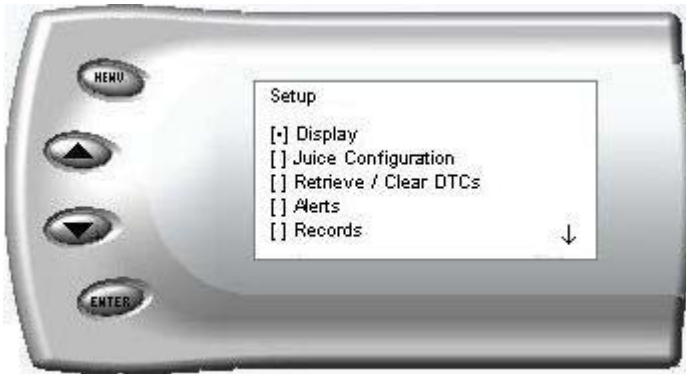 MENU
Setup
[•] Display
[ ] Juice Configuration
[ ] Retrieve / Clear DTCs
[ ] Alerts
[ ] Records
ENTER